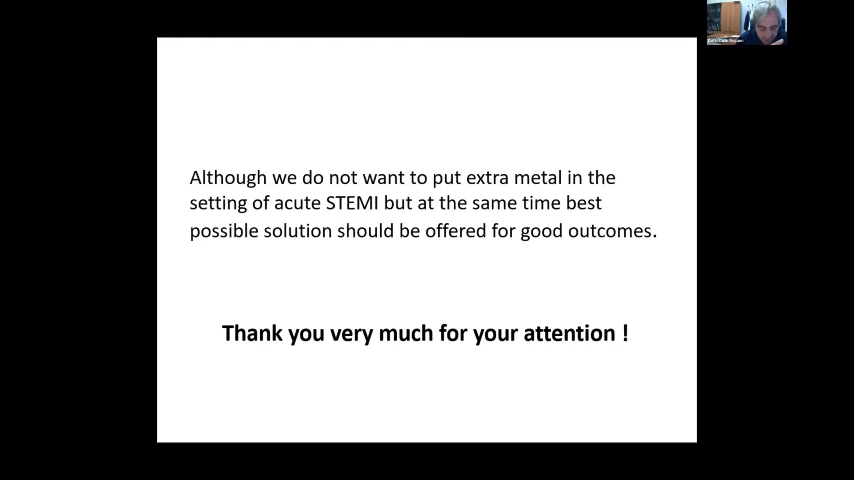 Although we do not want to put extra metal in the
setting of acute STEMI but at the same time best
possible solution should be offered for good outcomes.
Thank you very much for your attention !